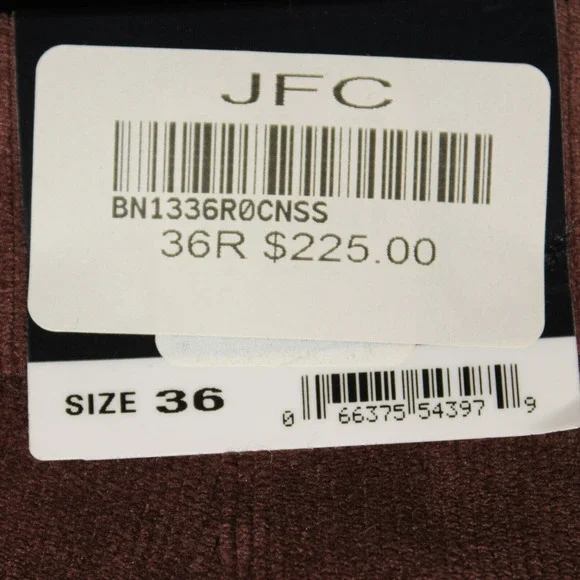 JFC
BN1336R0CNSS
36R $225.00
SIZE 36
0 66375 54397 9